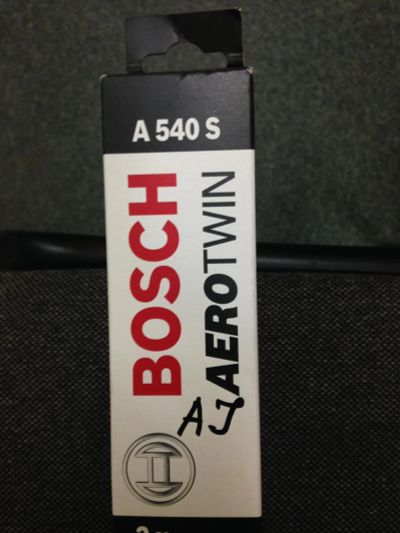 A 540 S
BOSCH
AEROTWIN
AJ